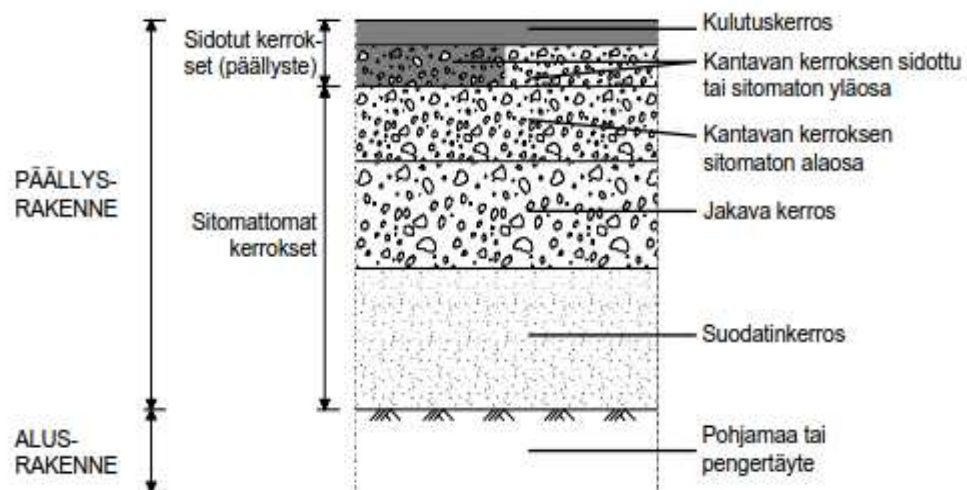 PÄÄLLYS-
RAKENNE
ALUS-
RAKENNE
Sidotut kerrok-
set (päällyste)
Sitomattomat
kerrokset
Kulutuskerros
Kantavan kerroksen sidottu
tai sitomaton yläosa
Kantavan kerroksen
sitomaton alaosa
Jakava kerros
Suodatinkerros
Pohjamaa tai
pengertäyte